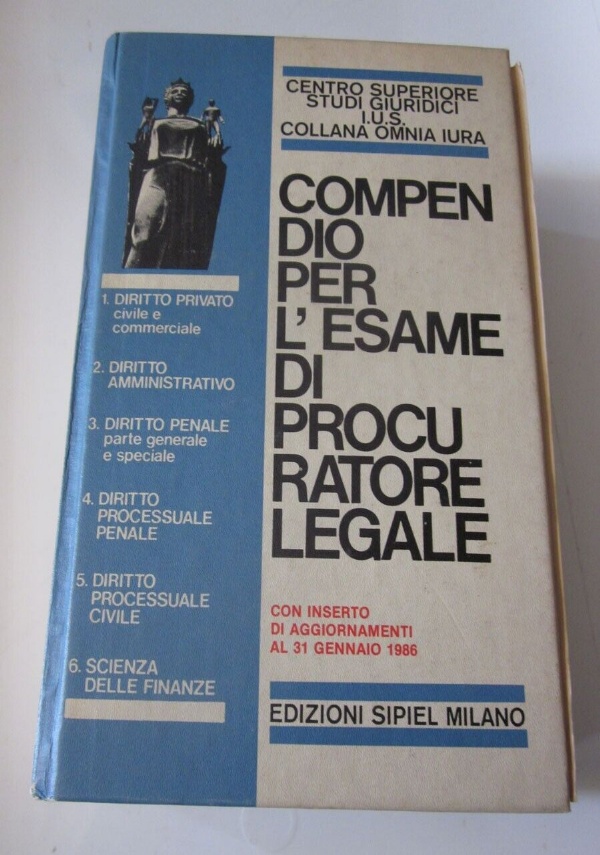 CENTRO SUPERIORE
STUDI GIURIDICI
I.U.S.
COLLANA OMNIA IURA
COMPEN
DIO
PER
L'ESAME
DI
PROCU
RATORE
LEGALE
CON INSERTO
DI AGGIORNAMENTI
AL 31 GENNAIO 1986
EDIZIONI SIPIEL MILANO
1. DIRITTO PRIVATO
civile e
commerciale
2. DIRITTO
AMMINISTRATIVO
3. DIRITTO PENALE
parte generale
e speciale
4. DIRITTO
PROCESSUALE
PENALE
5. DIRITTO
PROCESSUALE
CIVILE
6. SCIENZA
DELLE FINANZE